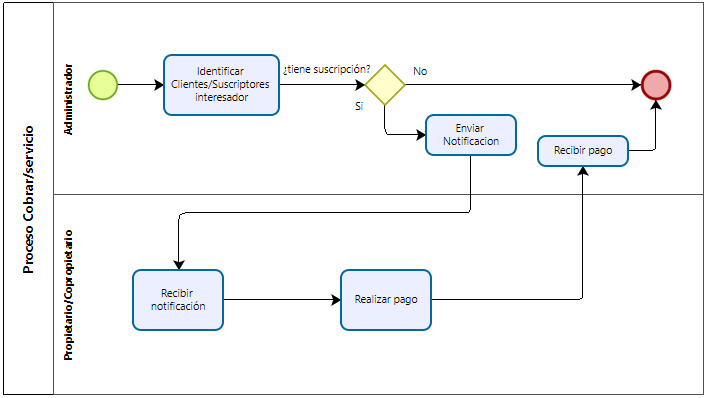 Proceso Cobrar/servicio
Administrador
Identificar
Clientes/Suscriptores
interesador
¿tiene suscripción?
No
Si
Enviar
Notificacion
Recibir pago
Propietario/Copropietario
Recibir
notificación
Realizar pago